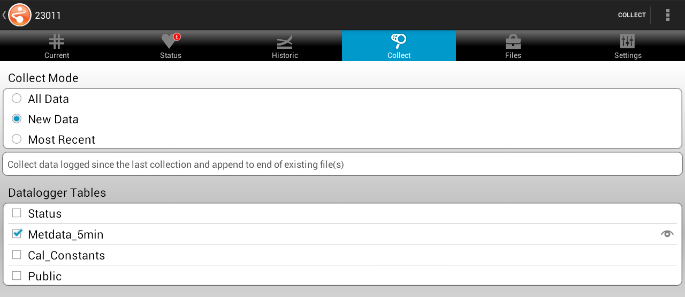 23011
COLLECT
Current
Status
Historic
Collect
Files
Settings
Collect Mode
All Data
New Data
Most Recent
Collect data logged since the last collection and append to end of existing file(s)
Datalogger Tables
Status
Metdata_5min
Cal_Constants
Public